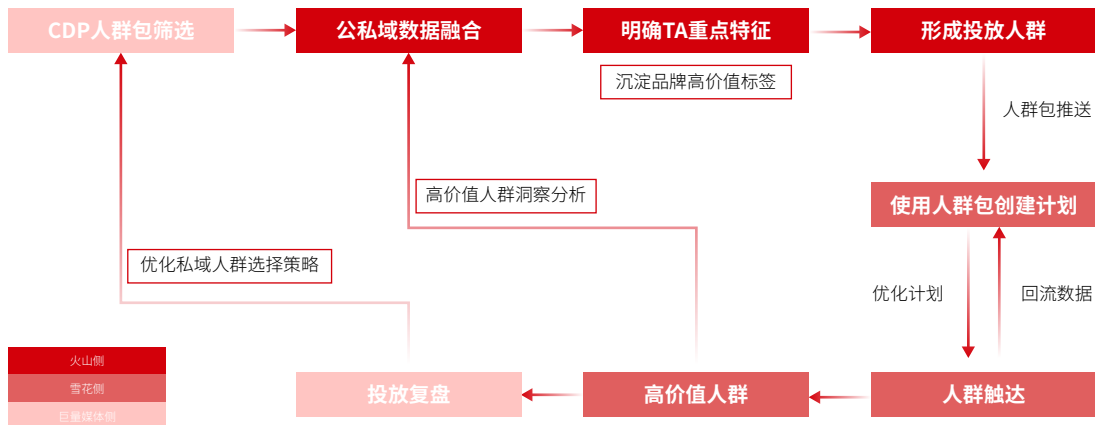 CDP人群包筛选
公私域数据融合
明确TA重点特征
形成投放人群
沉淀品牌高价值标签
人群包推送
高价值人群洞察分析
使用人群包创建计划
优化私域人群选择策略
优化计划
回流数据
火山侧
雪花侧
巨量媒体侧
投放复盘
高价值人群
人群触达